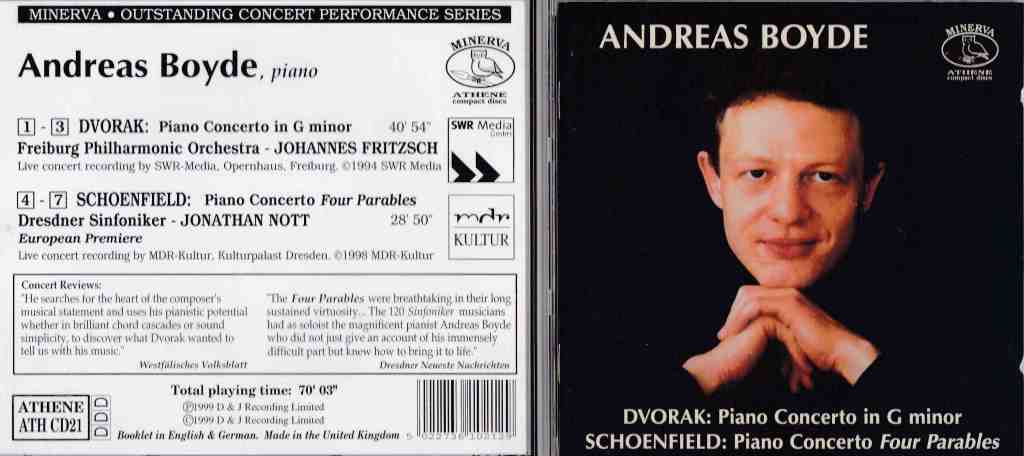 MINERVA • OUTSTANDING CONCERT PERFORMANCE SERIES
Andreas Boyde, piano
MINERVA
ATHENE
compact discs
1 - 3 DVORAK: Piano Concerto in G minor 40' 54"
Freiburg Philharmonic Orchestra - JOHANNES FRITZSCH
Live concert recording by SWR-Media, Opernhaus, Freiburg. ©1994 SWR Media
SWR Media
GmbH
4 - 7 SCHOENFIELD: Piano Concerto Four Parables
Dresdner Sinfoniker - JONATHAN NOTT 28' 50"
European Premiere
Live concert recording by MDR-Kultur, Kulturpalast Dresden. ©1998 MDR-Kultur
mdr
KULTUR
Concert Reviews:
"He searches for the heart of the composer's
musical statement and uses his pianistic potential
whether in brilliant chord cascades or sound
simplicity, to discover what Dvorak wanted to
tell us with his music."
Westfälisches Volksblatt
"The Four Parables were breathtaking in their long
sustained virtuosity... The 120 Sinfoniker musicians
had as soloist the magnificent pianist Andreas Boyde
who did not just give an account of his immensely
difficult part but knew how to bring it to life."
Dresdner Neueste Nachrichten
Total playing time: 70' 03"
ATHENE
ATH CD21
DDD
℗1999 D & J Recording Limited
©1999 D & J Recording Limited
Booklet in English & German. Made in the United Kingdom
ANDREAS BOYDE
MINERVA
ATHENE
compact discs
DVORAK: Piano Concerto in G minor
SCHOENFIELD: Piano Concerto Four Parables